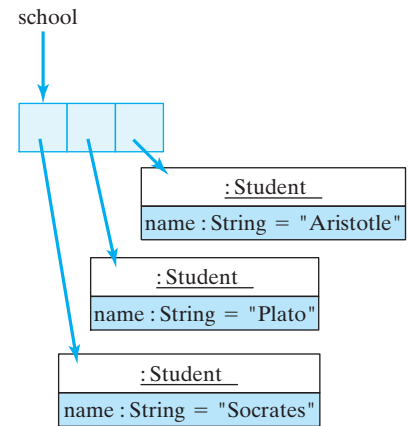 school
:Student
name : String = "Aristotle"
:Student
name : String = "Plato"
:Student
name : String = "Socrates"